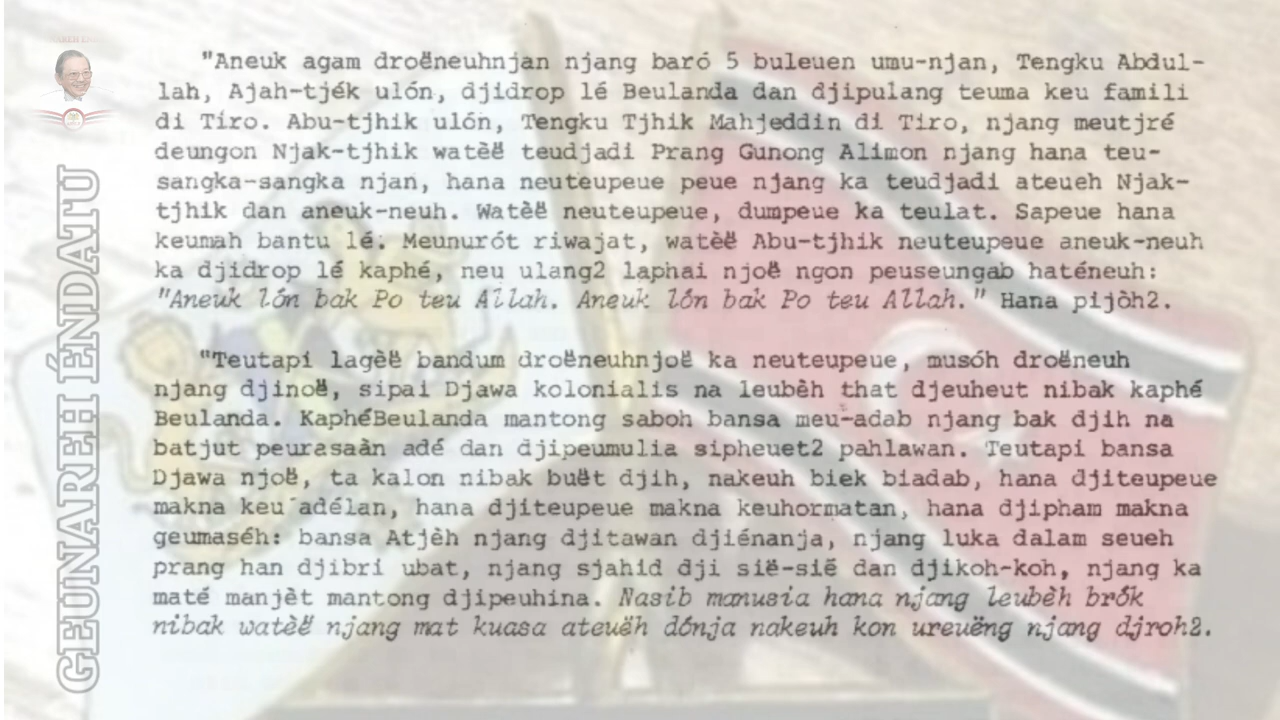 GEUNAREH ÉNDATU
"Aneuk agam droëneuhnjan njang baró 5 buleuen umu-njan, Tengku Abdul-
lah, Ajah-tjék ulón, djidrop lé Beulanda dan djipulang teuma keu famili
di Tiro. Abu-tjhik ulón, Tengku Tjhik Mahjeddin di Tiro, njang meutjré
deungon Njak-tjhik watèë teudjadi Prang Gunong Alimon njang hana teu-
sangka-sangka njan, hana neuteupeue peue njang ka teudjadi ateueh Njak-
tjhik dan aneuk-neuh. Watèë neuteupeue, dumpeue ka teulat. Sapeue hana
keumah bantu lé. Meunurót riwajat, watèë Abu-tjhik neuteupeue aneuk-neuh
ka djidrop lé kaphé, neu ulang2 laphai njoë ngon peuseungab haténeuh:
"Aneuk lón bak Po teu Allah. Aneuk lón bak Po teu Allah." Hana pijòh2.
"Teutapi lagèë bandum droëneuhnjoë ka neuteupeue, musóh droëneuh
njang djinoë, sipai Djawa kolonialis na leubèh that djeuheut nibak kaphé
Beulanda. KaphéBeulanda mantong saboh bansa meu-adab njang bak djih na
batjut peurasaàn adé dan djipeumulia sipheuet2 pahlawan. Teutapi bansa
Djawa njoë, ta kalon nibak buët djih, nakeuh biek biadab, hana djiteupeue
makna keu´adélan, hana djiteupeue makna keuhormatan, hana djipham makna
geumaséh: bansa Atjèh njang djitawan djiénanja, njang luka dalam seueh
prang han djibri ubat, njang sjahid dji sië-sië dan djikoh-koh, njang ka
maté manjèt mantong djipeuhina. Nasib manusia hana njang leubèh brók
nibak watèë njang mat kuasa ateuëh dónja nakeuh kon ureuëng njang djroh2.